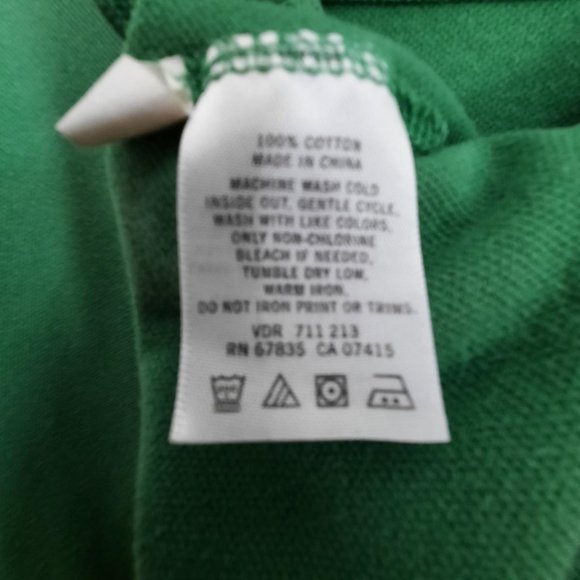 100% COTTON
MADE IN CHINA
MACHINE WASH COLD
INSIDE OUT, GENTLE CYCLE,
WASH WITH LIKE COLORS,
ONLY NON-CHLORINE
BLEACH IF NEEDED,
TUMBLE DRY LOW,
WARM IRON.
DO NOT IRON PRINT OR TRIMS.
VDR 711 213
RN 67835 CA 07415